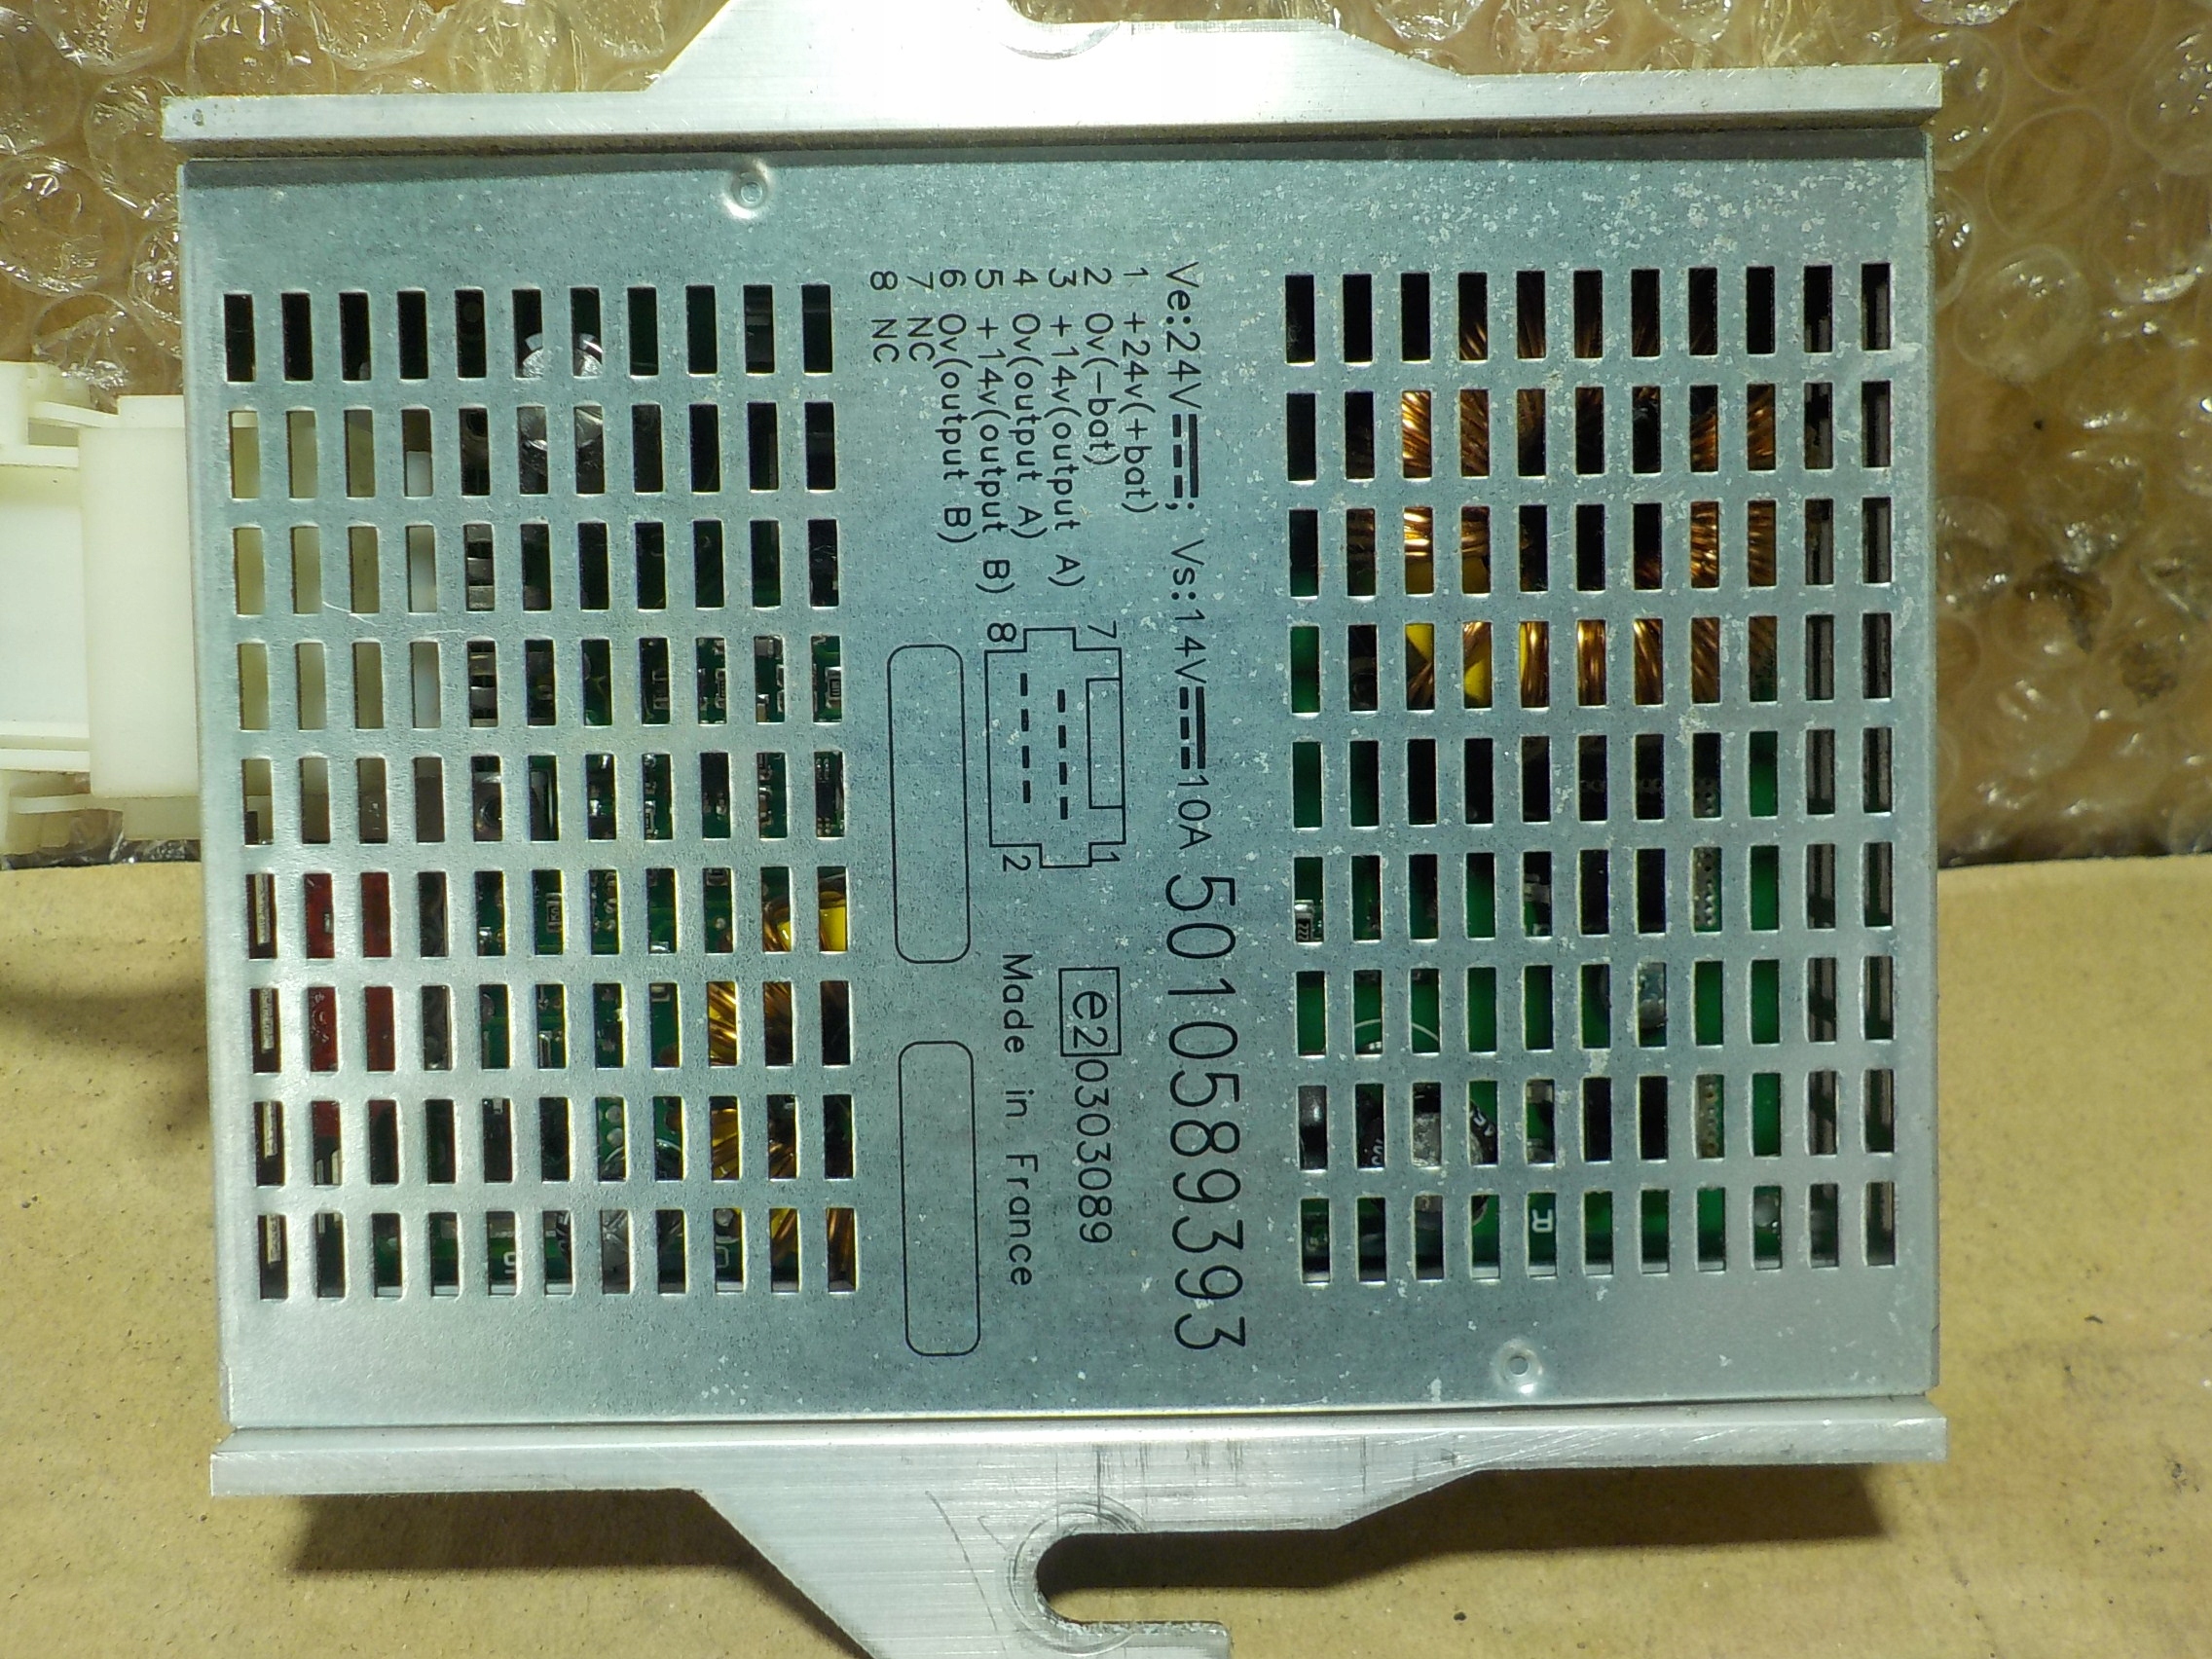 Ve:24V⎓; Vs:14V⎓10A 5010589393
1 +24v(+bat)
2 0v(-bat)
3 +14v(output A)
4 0v(output A)
5 +14v(output B)
6 0v(output B)
7 NC
8 NC
7 1
8 2
e2 0303089
Made in France
R